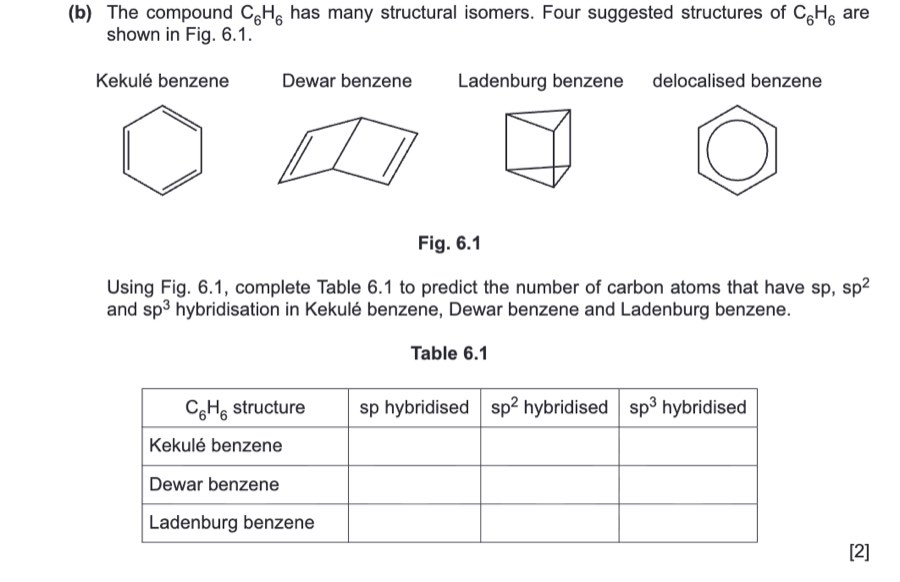 (b) The compound C₆H₆ has many structural isomers. Four suggested structures of C₆H₆ are
shown in Fig. 6.1.
Kekulé benzene Dewar benzene Ladenburg benzene delocalised benzene
Fig. 6.1
Using Fig. 6.1, complete Table 6.1 to predict the number of carbon atoms that have sp, sp²
and sp³ hybridisation in Kekulé benzene, Dewar benzene and Ladenburg benzene.
Table 6.1
C₆H₆ structure sp hybridised sp² hybridised sp³ hybridised
Kekulé benzene
Dewar benzene
Ladenburg benzene
[2]